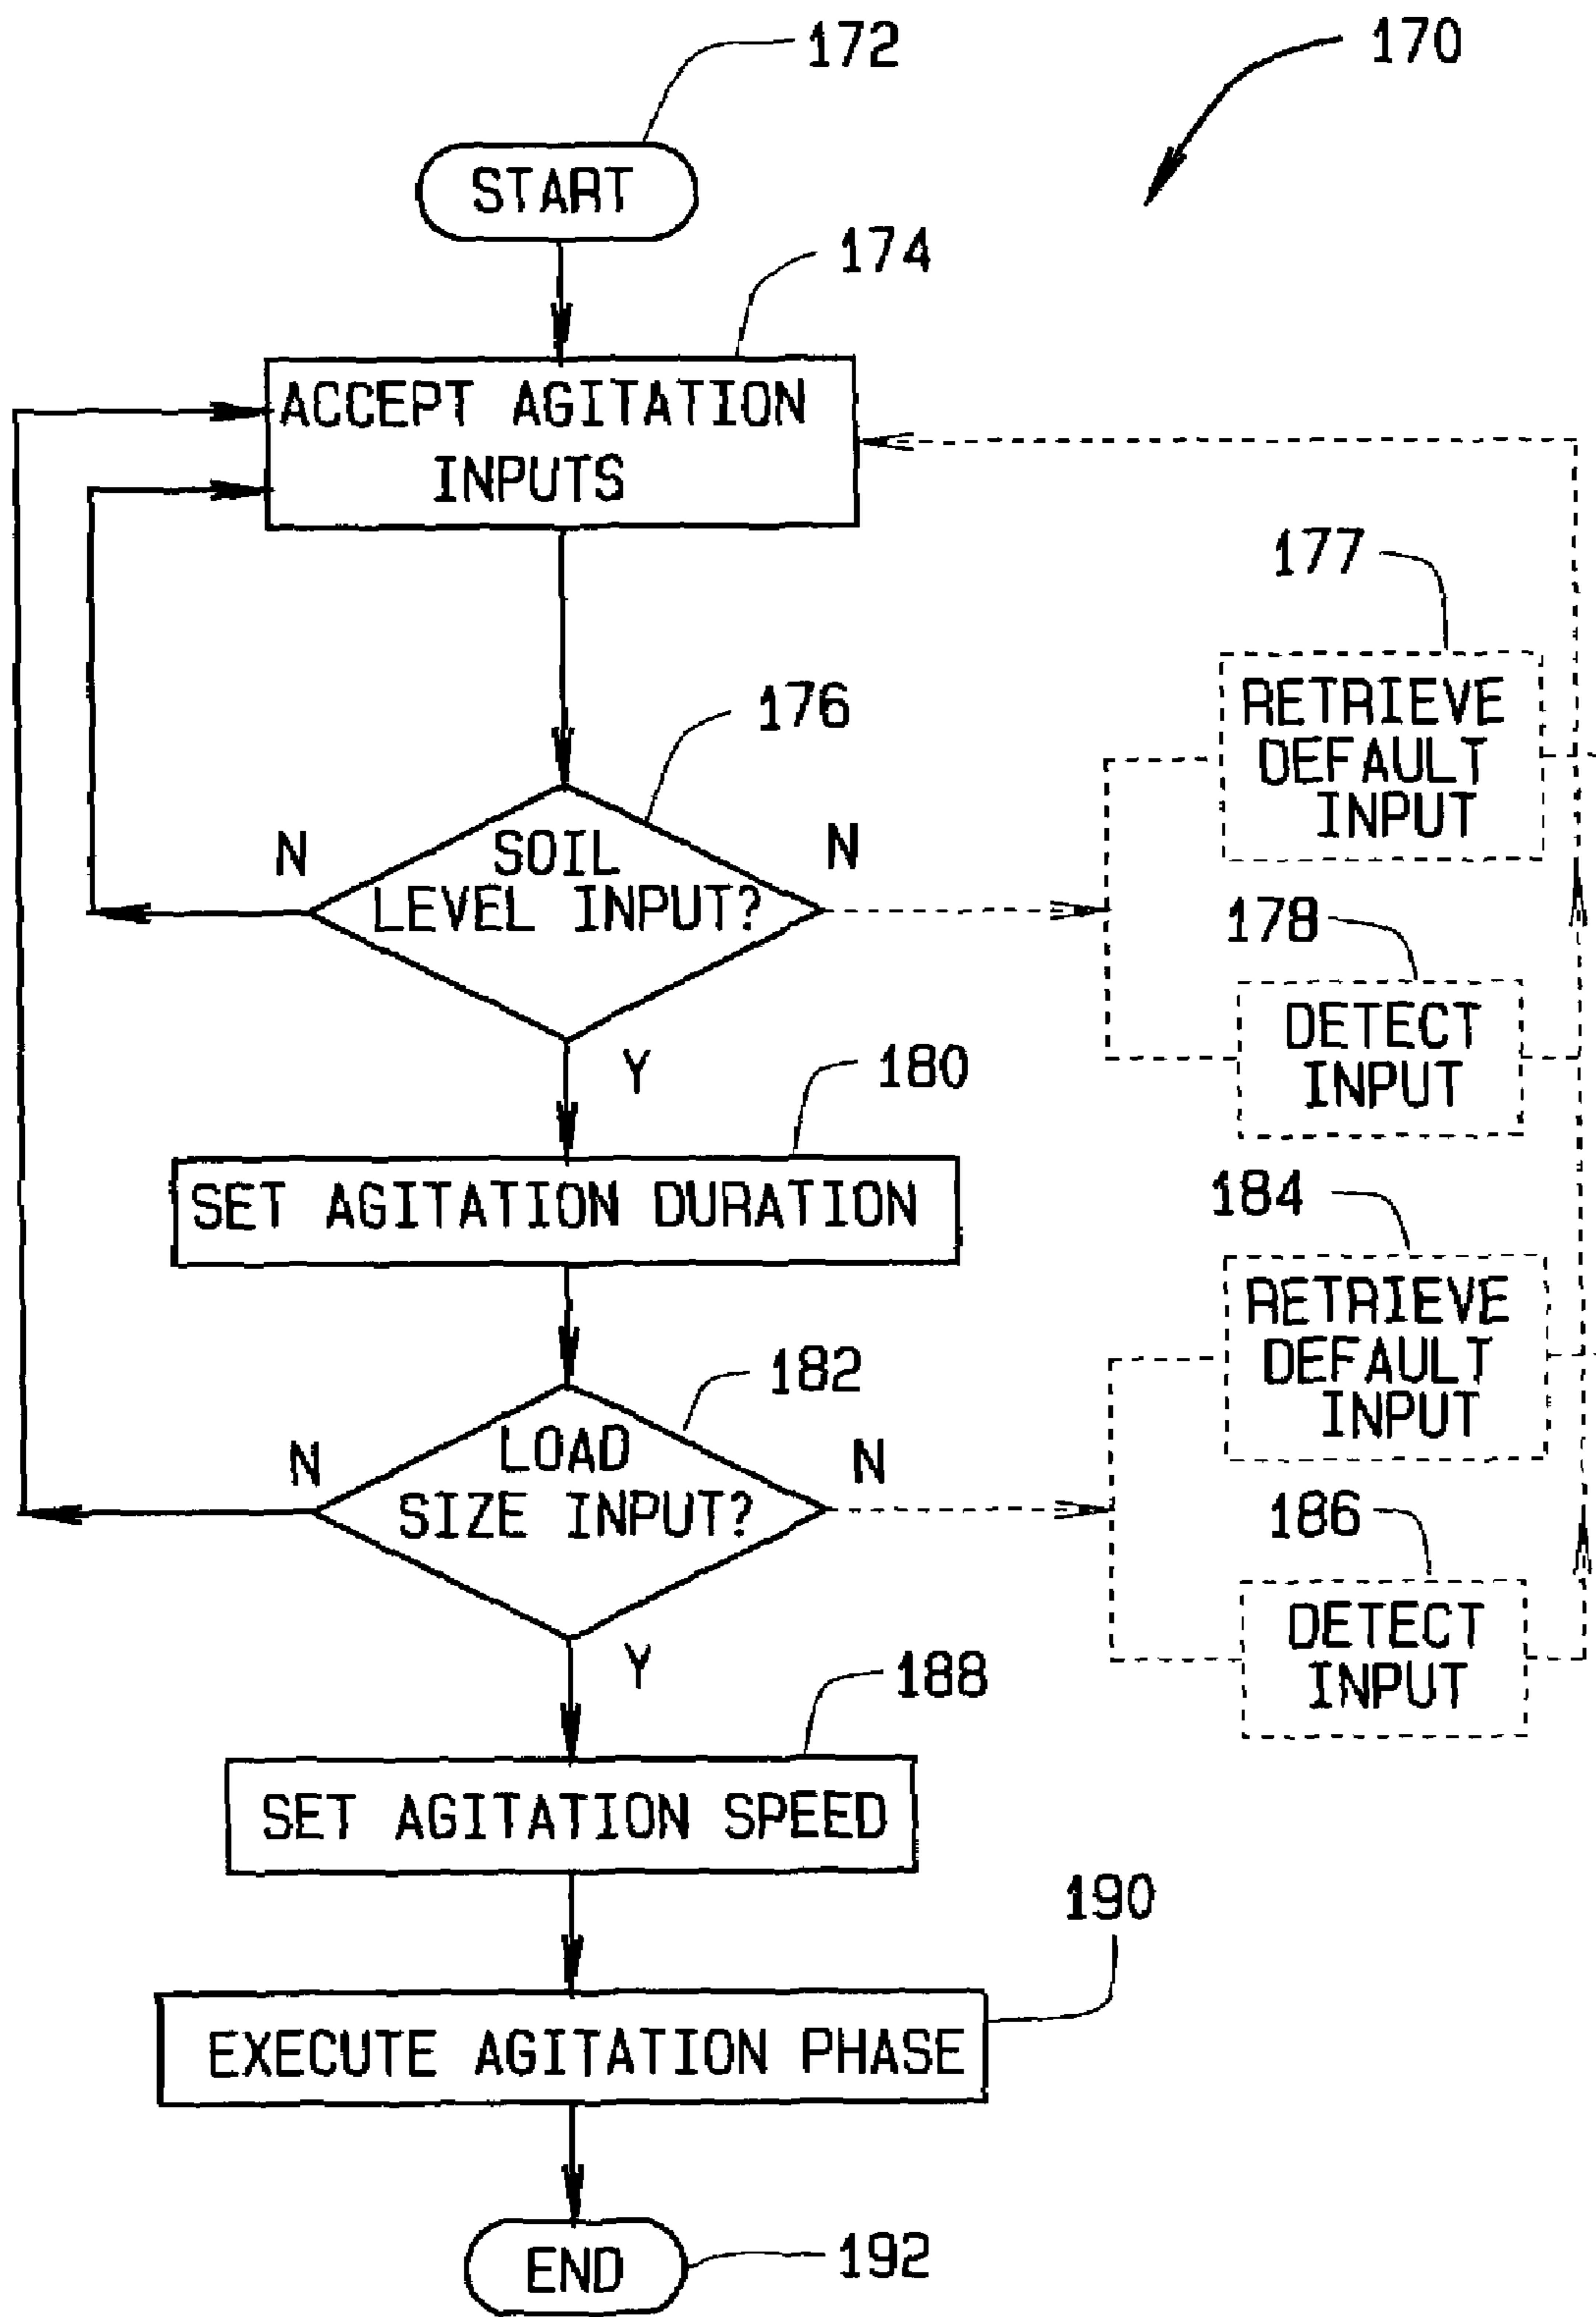 172
170
START
174
ACCEPT AGITATION
INPUTS
177
RETRIEVE
DEFAULT
INPUT
176
N
SOIL
LEVEL INPUT?
N
178
DETECT
INPUT
Y
180
SET AGITATION DURATION
184
RETRIEVE
DEFAULT
INPUT
182
N
LOAD
SIZE INPUT?
N
186
DETECT
INPUT
Y
188
SET AGITATION SPEED
190
EXECUTE AGITATION PHASE
END
192